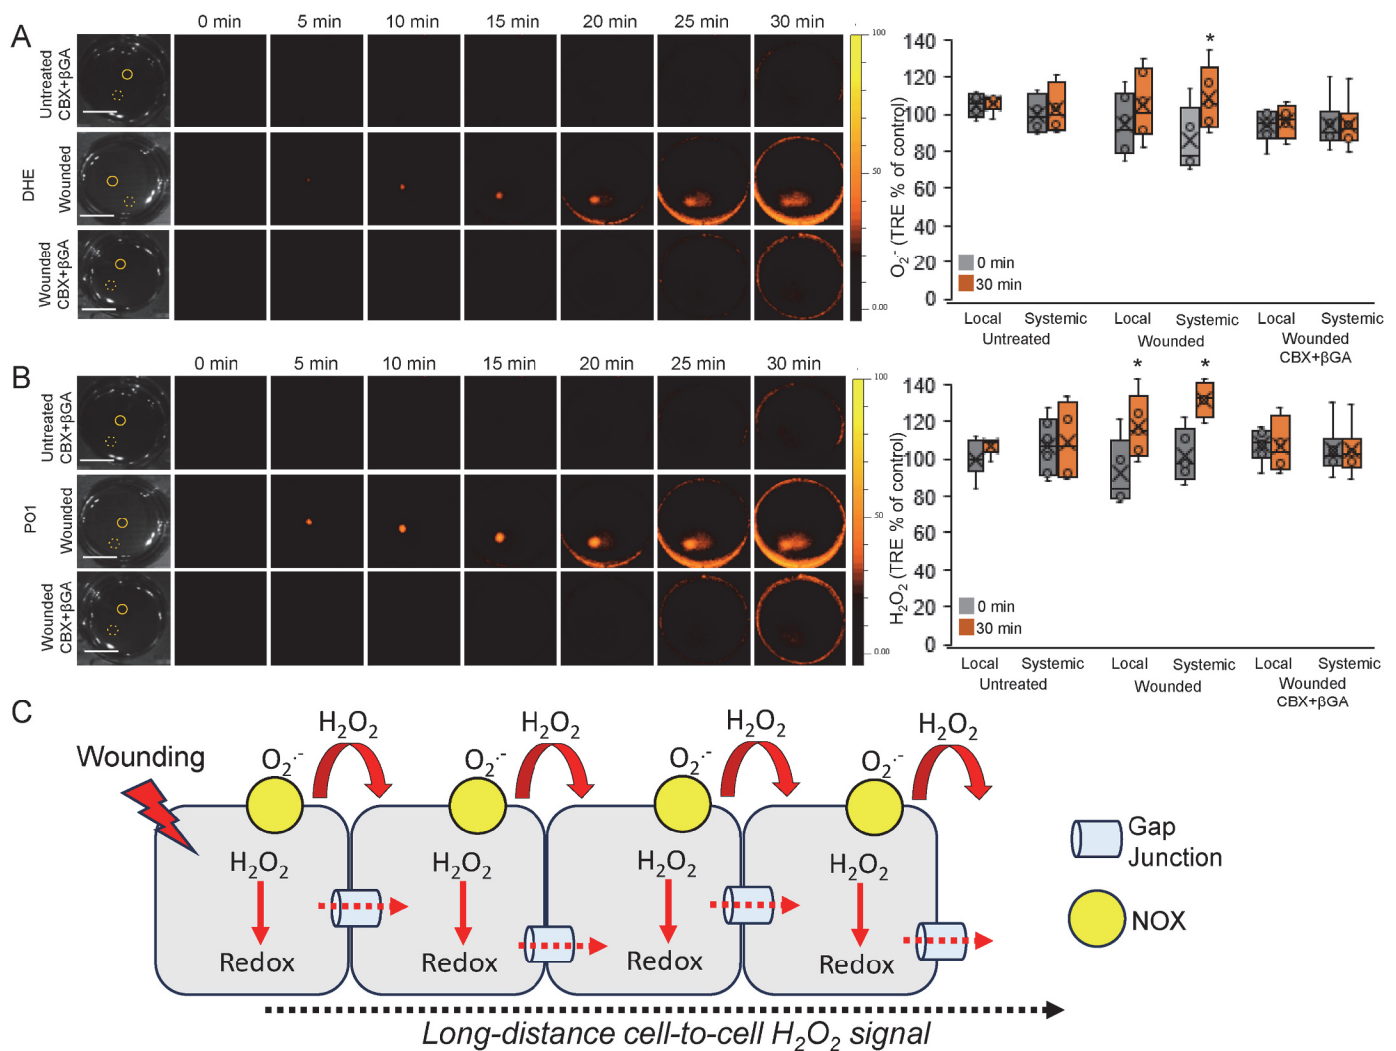 A
0 min 5 min 10 min 15 min 20 min 25 min 30 min
Untreated
CBX+βGA
DHE
Wounded
Wounded
CBX+βGA
100
50
0.00
O2·- (TRE % of control)
140
120
100
80
60
40
20
0
*
0 min
30 min
Local Systemic Local Systemic Local Systemic
Untreated Wounded Wounded
CBX+βGA
B
0 min 5 min 10 min 15 min 20 min 25 min 30 min
Untreated
CBX+βGA
PO1
Wounded
Wounded
CBX+βGA
100
50
0.00
H2O2 (TRE % of control)
140
120
100
80
60
40
20
0
* *
0 min
30 min
Local Systemic Local Systemic Local Systemic
Untreated Wounded Wounded
CBX+βGA
C
Wounding
H2O2 H2O2 H2O2 H2O2
O2·- O2·- O2·- O2·-
H2O2 H2O2 H2O2 H2O2
Redox Redox Redox Redox
Gap
Junction
NOX
Long-distance cell-to-cell H2O2 signal